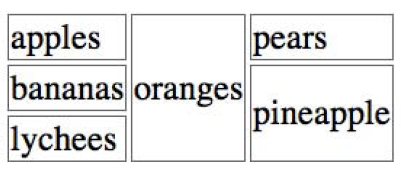 apples
oranges
pears
bananas
pineapple
lychees